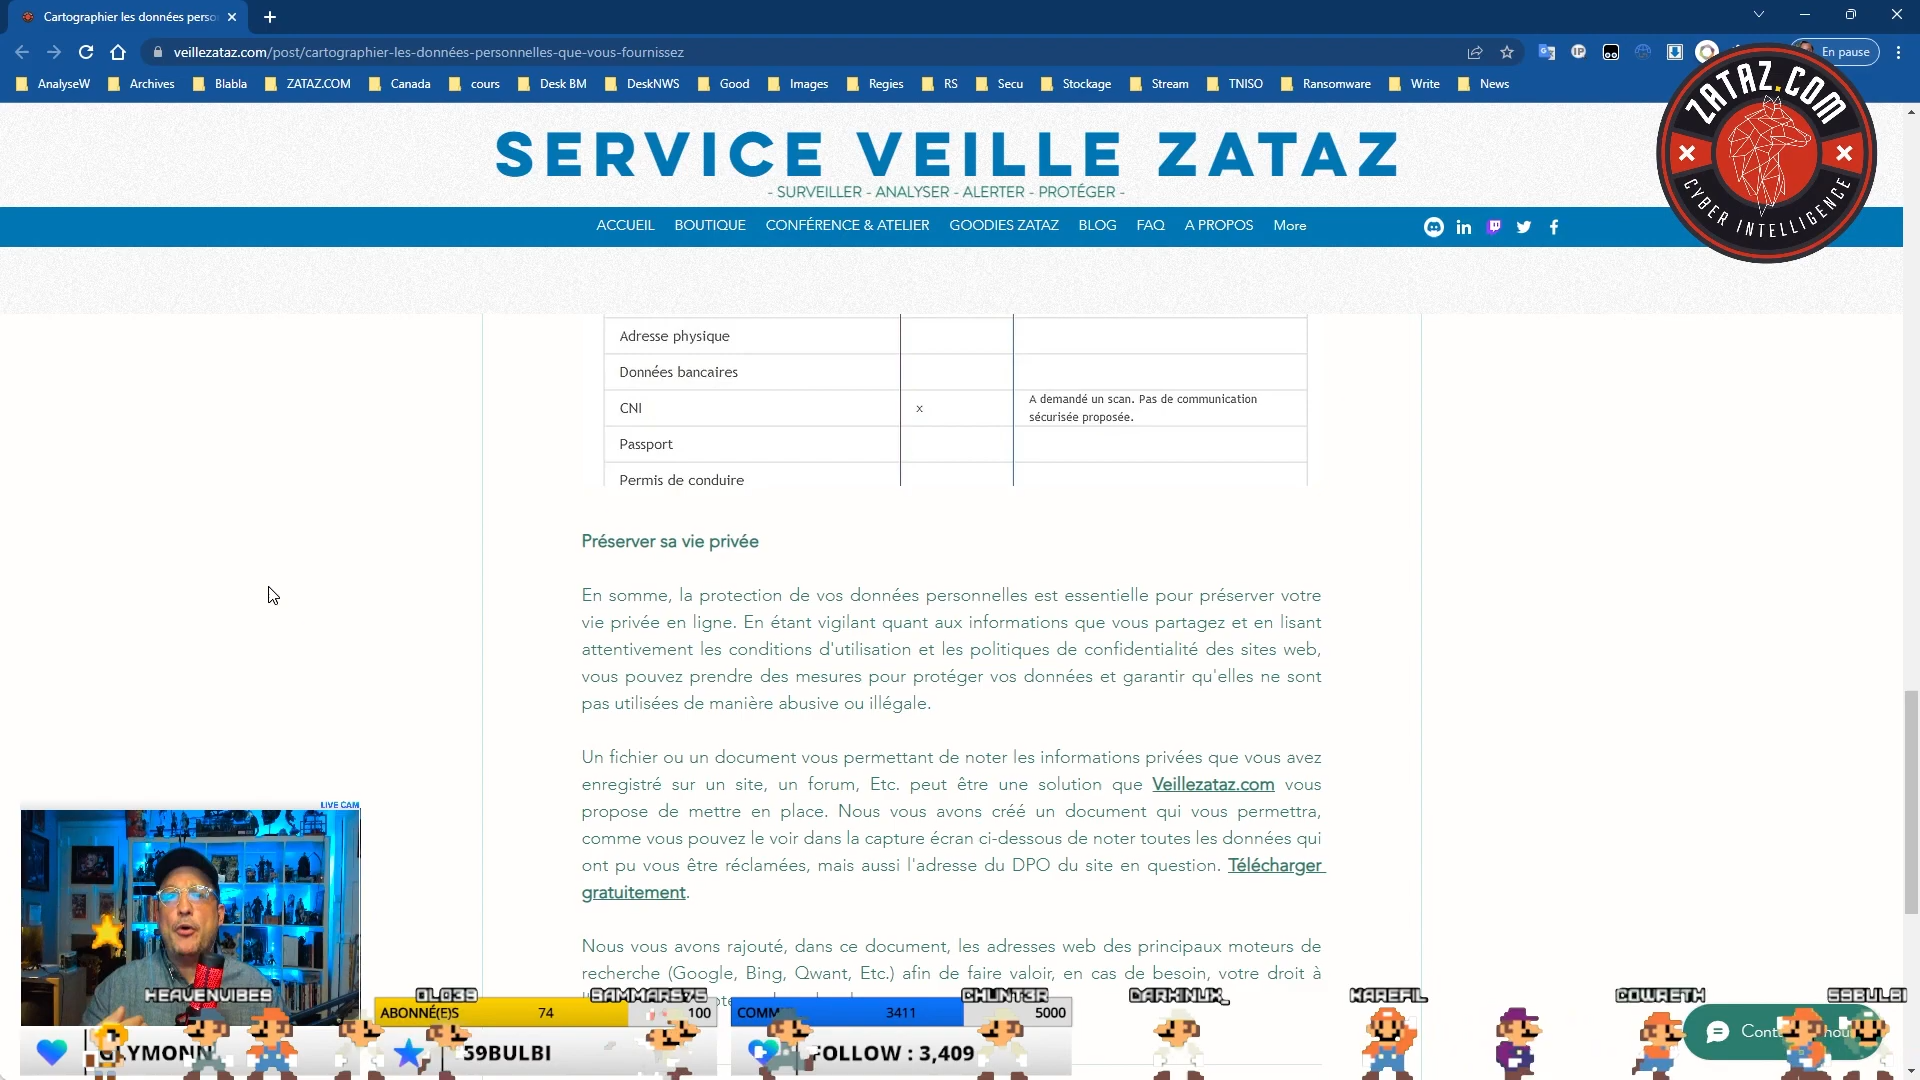 Cartographier les données perso
veillezataz.com/post/cartographier-les-données-personnelles-que-vous-fournissez
En pause
AnalyseW
Archives
Blabla
ZATAZ.COM
Canada
cours
Desk BM
DeskNWS
Good
Images
Regies
RS
Secu
Stockage
Stream
TNISO
Ransomware
Write
News
ZATAZ.COM
CYBER INTELLIGENCE
SERVICE VEILLE ZATAZ
- SURVEILLER - ANALYSER - ALERTER - PROTÉGER -
ACCUEIL BOUTIQUE CONFÉRENCE & ATELIER GOODIES ZATAZ BLOG FAQ A PROPOS More
Adresse physique
Données bancaires
CNI x A demandé un scan. Pas de communication
sécurisée proposée.
Passport
Permis de conduire
Préserver sa vie privée
En somme, la protection de vos données personnelles est essentielle pour préserver votre
vie privée en ligne. En étant vigilant quant aux informations que vous partagez et en lisant
attentivement les conditions d'utilisation et les politiques de confidentialité des sites web,
vous pouvez prendre des mesures pour protéger vos données et garantir qu'elles ne sont
pas utilisées de manière abusive ou illégale.
Un fichier ou un document vous permettant de noter les informations privées que vous avez
enregistré sur un site, un forum, Etc. peut être une solution que Veillezataz.com vous
propose de mettre en place. Nous vous avons créé un document qui vous permettra,
comme vous pouvez le voir dans la capture écran ci-dessous de noter toutes les données qui
ont pu vous être réclamées, mais aussi l'adresse du DPO du site en question. Télécharger
gratuitement.
Nous vous avons rajouté, dans ce document, les adresses web des principaux moteurs de
recherche (Google, Bing, Qwant, Etc.) afin de faire valoir, en cas de besoin, votre droit à
LIVE CAM
HEAVENVIBES
OLO39
SAMMARS75
CHUNT3R
DARKINUX_
KAREFIL
COWRETH
59BULBI
ABONNÉ(E)S 74 100
COMM 3411 5000
59BULBI
FOLLOW : 3,409